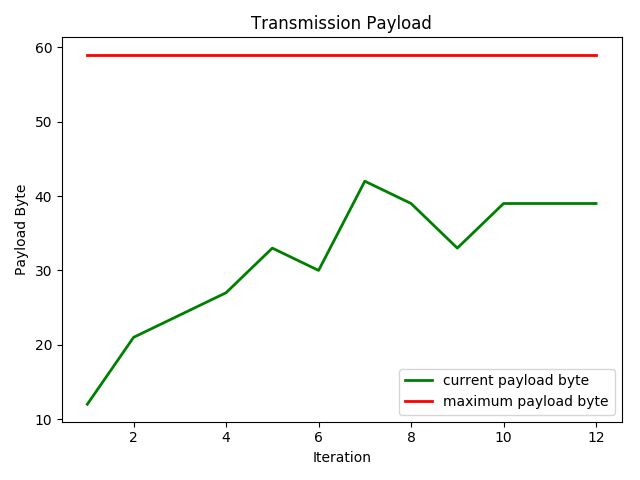 Transmission Payload
60
50
40
30
20
10
Payload Byte
current payload byte
maximum payload byte
2 4 6 8 10 12
Iteration